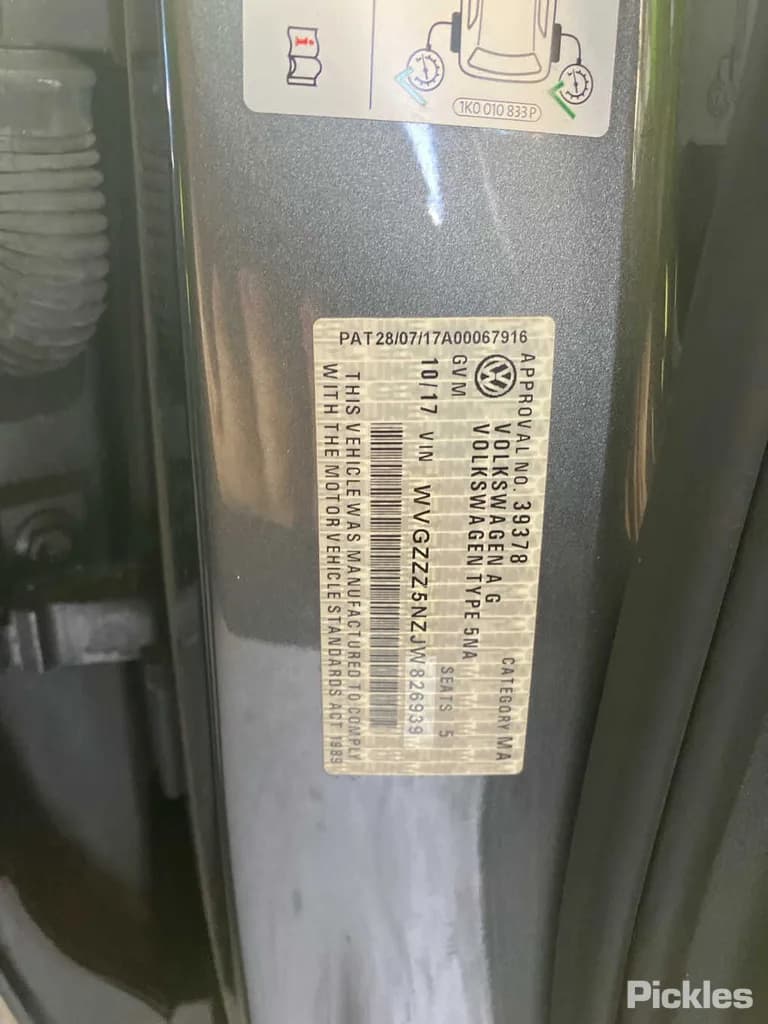 i
1K0 010 833 P
PAT 28/07/17A00067916
APPROVAL NO. 39378 CATEGORY MA
VOLKSWAGEN AG
VOLKSWAGEN TYPE 5NA
GVM SEATS 5
10/17 VIN WVGZZZ5NZJW826939
THIS VEHICLE WAS MANUFACTURED TO COMPLY
WITH THE MOTOR VEHICLE STANDARDS ACT 1989
Pickles